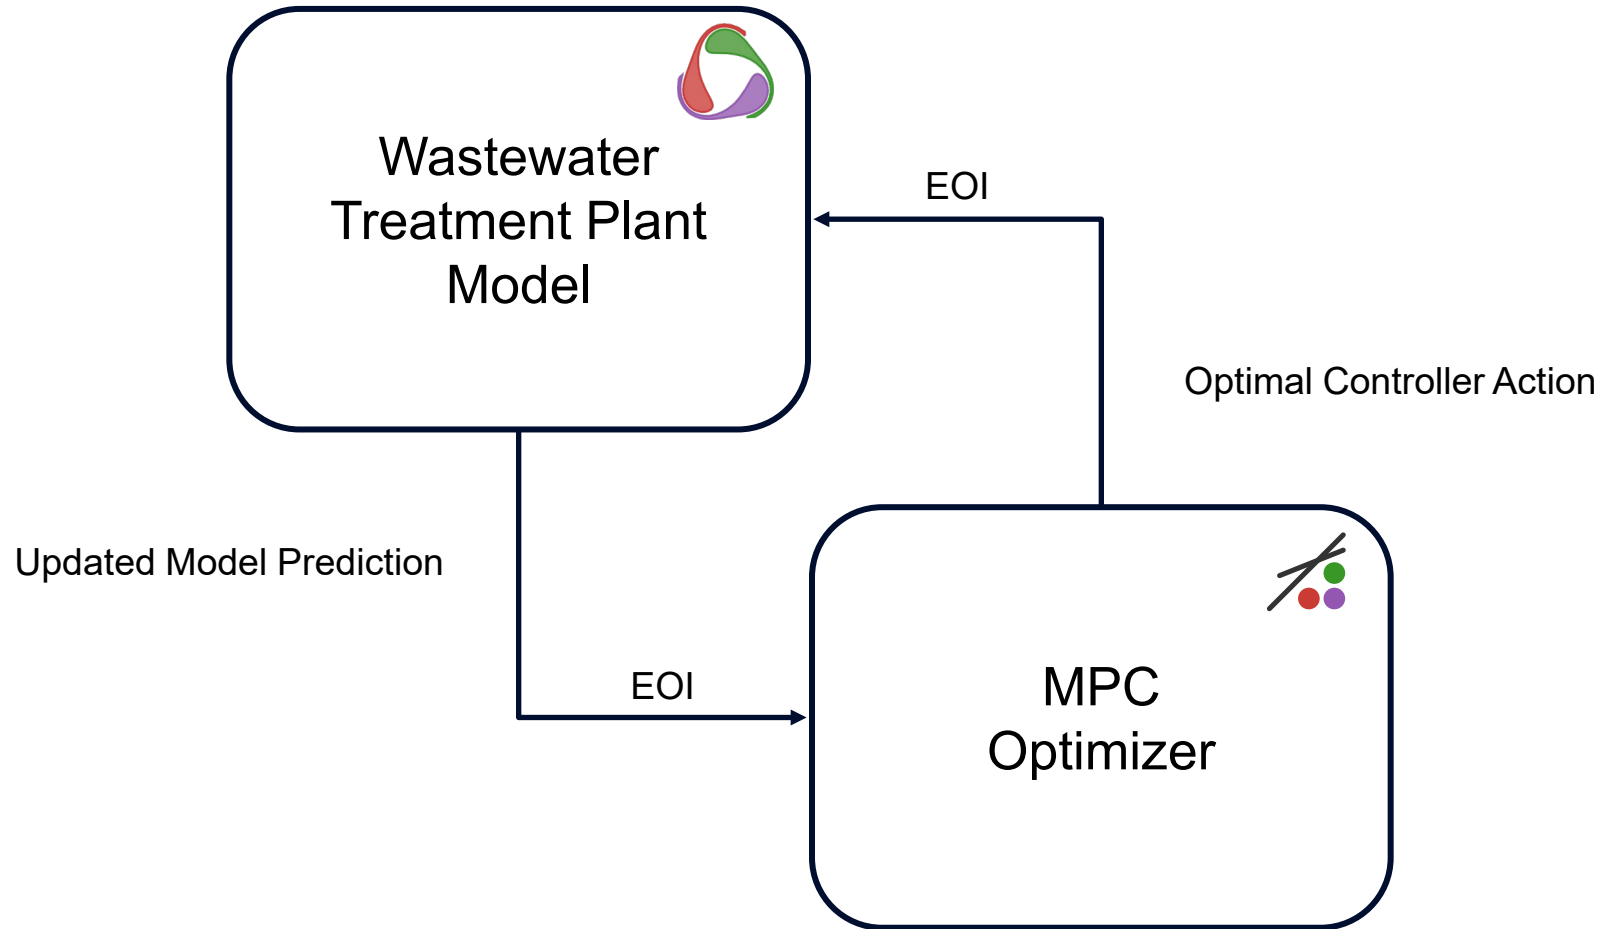 Wastewater
Treatment Plant
Model
EOI
Optimal Controller Action
Updated Model Prediction
EOI
MPC
Optimizer